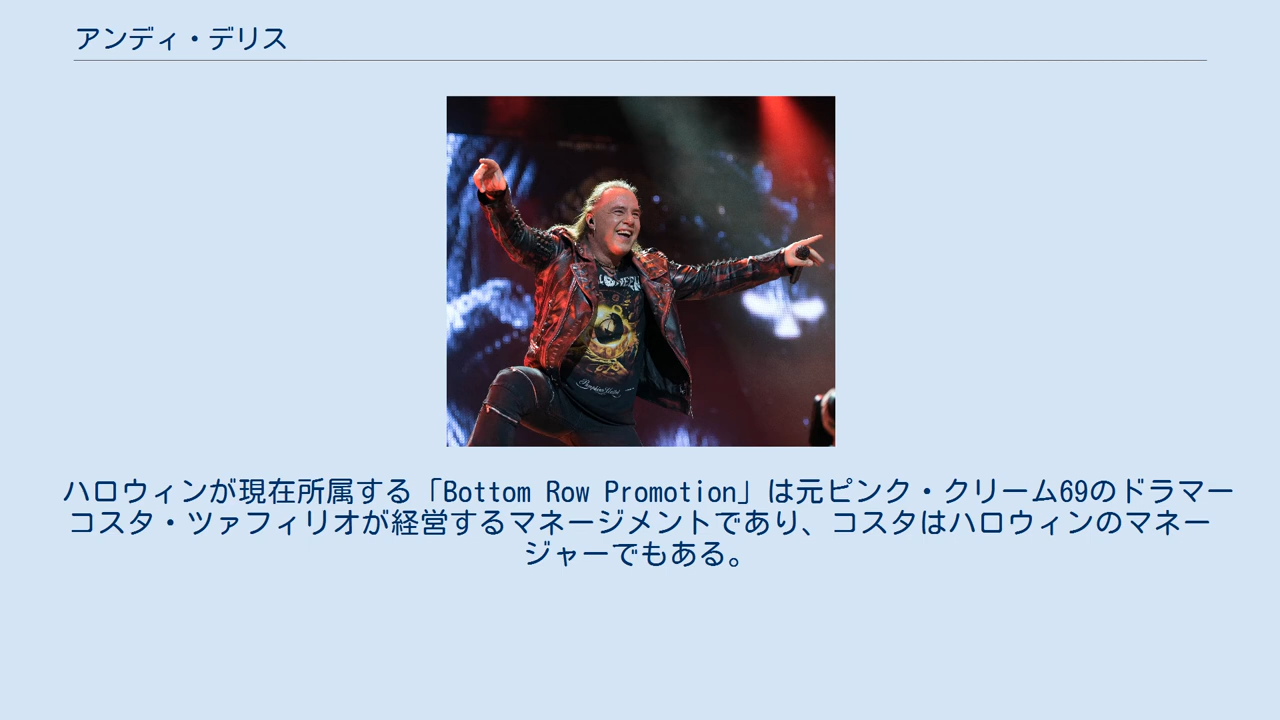 アンディ・デリス
ハロウィンが現在所属する「Bottom Row Promotion」は元ピンク・クリーム69のドラマー
コスタ・ツァフィリオが経営するマネージメントであり、コスタはハロウィンのマネー
ジャーでもある。